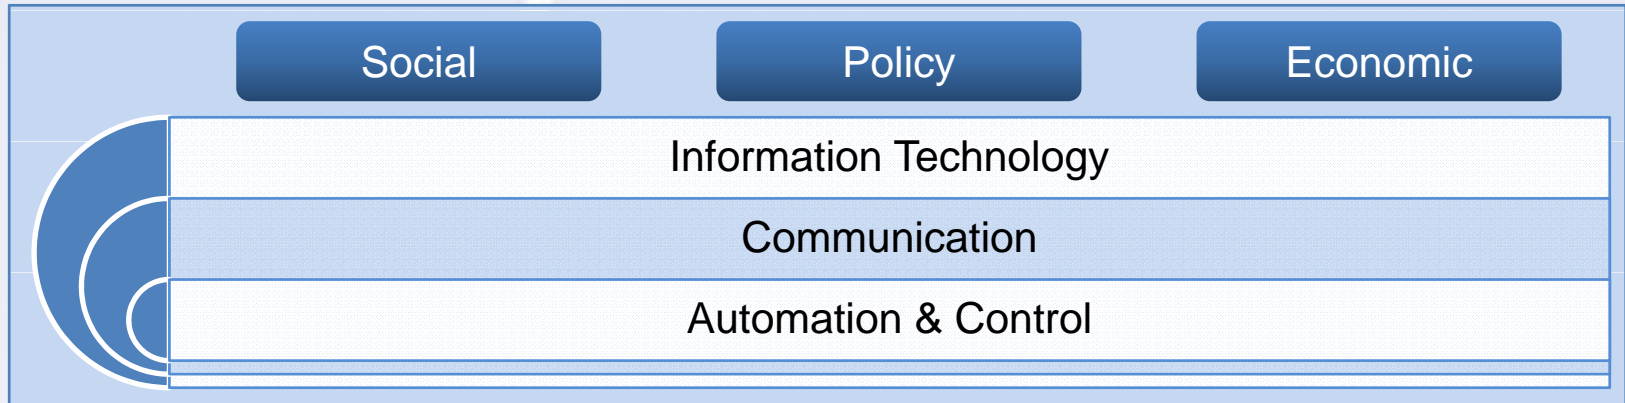 Social
Policy
Economic
Information Technology
Communication
Automation & Control